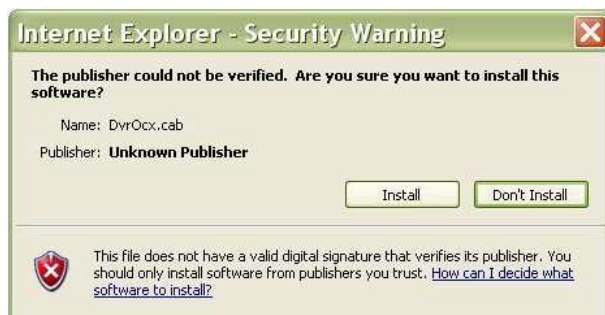 Internet Explorer - Security Warning
The publisher could not be verified.  Are you sure you want to install this
software?
Name: DvrOcx.cab
Publisher: Unknown Publisher
Install Don't Install
This file does not have a valid digital signature that verifies its publisher. You
should only install software from publishers you trust. How can I decide what
software to install?